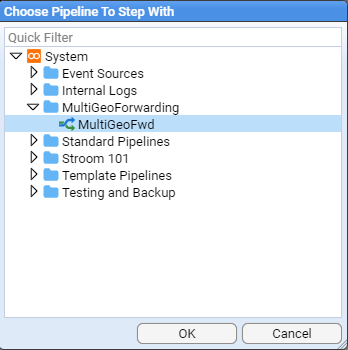 Choose Pipeline To Step With
Quick Filter
System
Event Sources
Internal Logs
MultiGeoForwarding
MultiGeoFwd
Standard Pipelines
Stroom 101
Template Pipelines
Testing and Backup
OK
Cancel